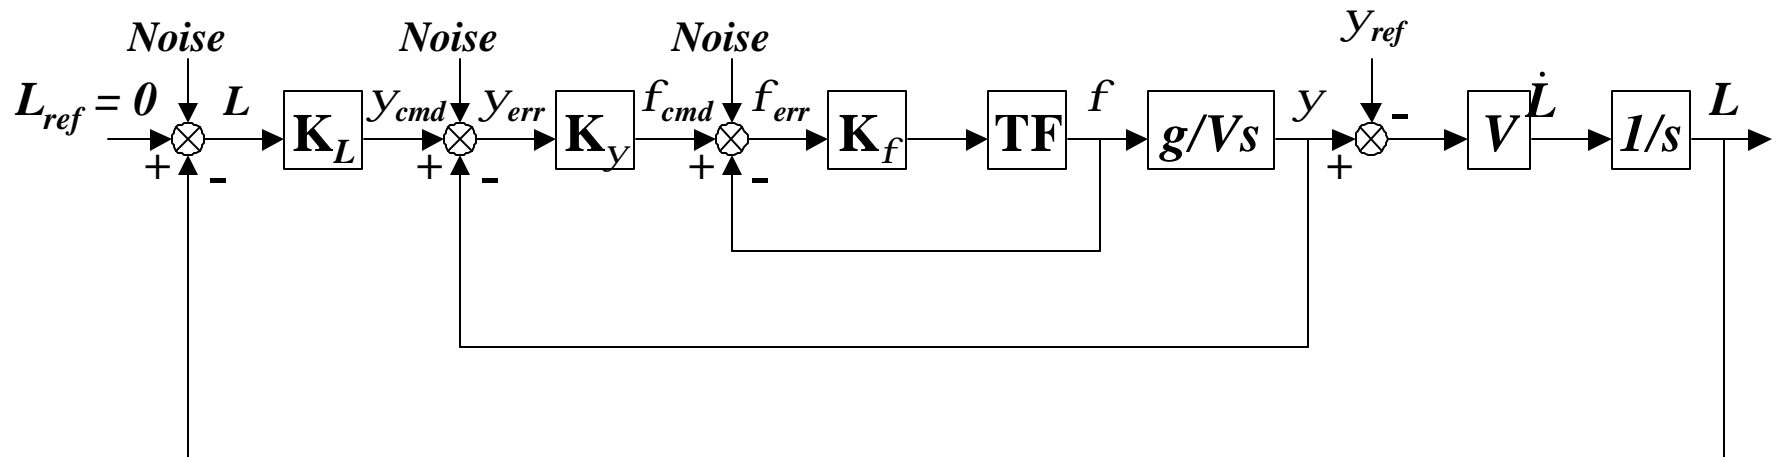 Noise Noise Noise y_ref
L_ref = 0 L K_L y_cmd y_err K_y f_cmd f_err K_f TF f g/Vs y - V L̇ 1/s L
+ - + - + - +